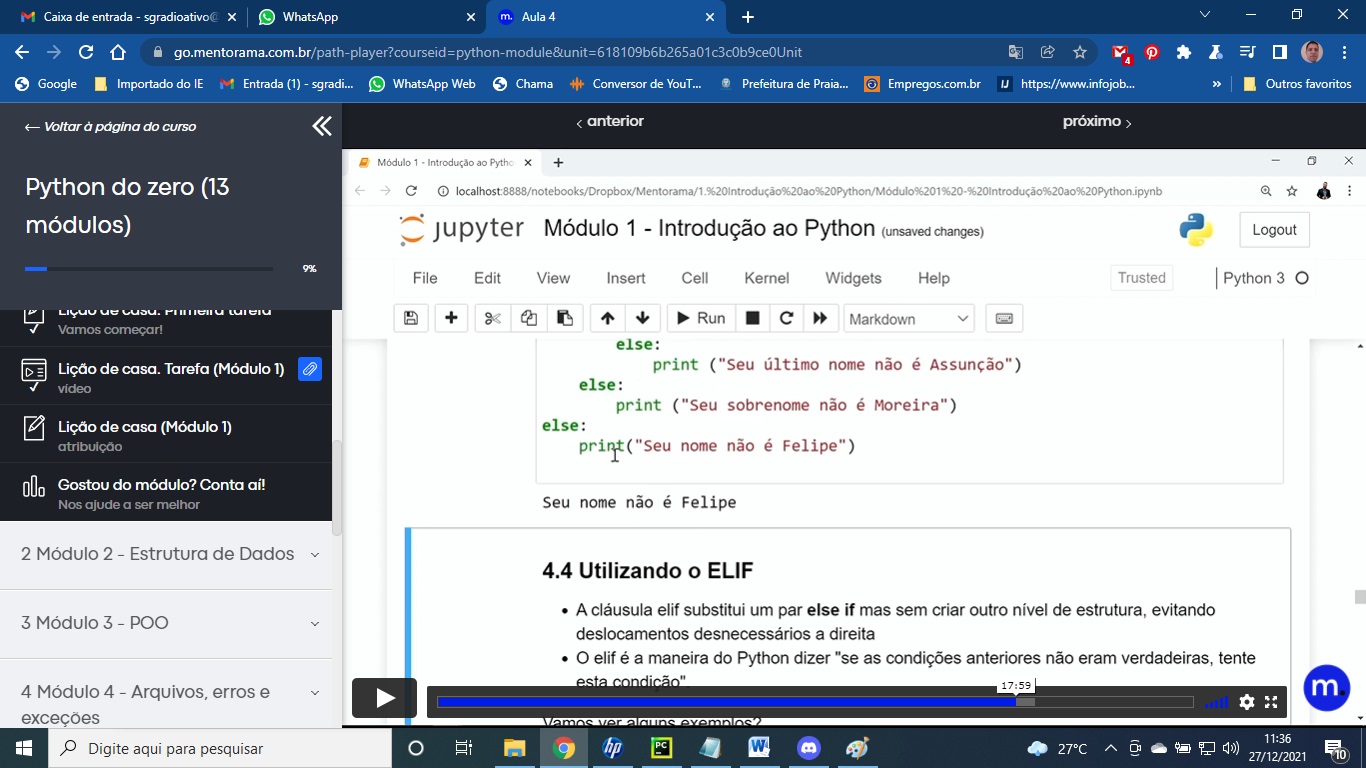 Caixa de entrada - sgradioativo@
WhatsApp
Aula 4
go.mentorama.com.br/path-player?courseid=python-module&unit=618109b6b265a01c3c0b9ce0Unit
4
Google
Importado do IE
Entrada (1) - sgradi...
WhatsApp Web
Chama
Conversor de YouT...
Prefeitura de Praia...
Empregos.com.br
https://www.infojob...
»
Outros favoritos
← Voltar à página do curso
Python do zero (13
módulos)
9%
Lição de casa. Primeira tarefa
Vamos começar!
Lição de casa. Tarefa (Módulo 1)
vídeo
Lição de casa (Módulo 1)
atribuição
Gostou do módulo? Conta aí!
Nos ajude a ser melhor
2 Módulo 2 - Estrutura de Dados
3 Módulo 3 - POO
4 Módulo 4 - Arquivos, erros e
exceções
‹ anterior
próximo ›
Módulo 1 - Introdução ao Pytho
localhost:8888/notebooks/Dropbox/Mentorama/1.%20Introdução%20ao%20Python/Módulo%201%20-%20Introdução%20ao%20Python.ipynb
jupyter Módulo 1 - Introdução ao Python (unsaved changes)
Logout
File Edit View Insert Cell Kernel Widgets Help
Trusted
Python 3
Run
Markdown
else:
print ("Seu último nome não é Assunção")
else:
print ("Seu sobrenome não é Moreira")
else:
print("Seu nome não é Felipe")
Seu nome não é Felipe
4.4 Utilizando o ELIF
• A cláusula elif substitui um par else if mas sem criar outro nível de estrutura, evitando
deslocamentos desnecessários a direita
• O elif é a maneira do Python dizer "se as condições anteriores não eram verdadeiras, tente
esta condição".
Vamos ver alguns exemplos?
17:59
m.
Digite aqui para pesquisar
27°C
11:36
27/12/2021
10